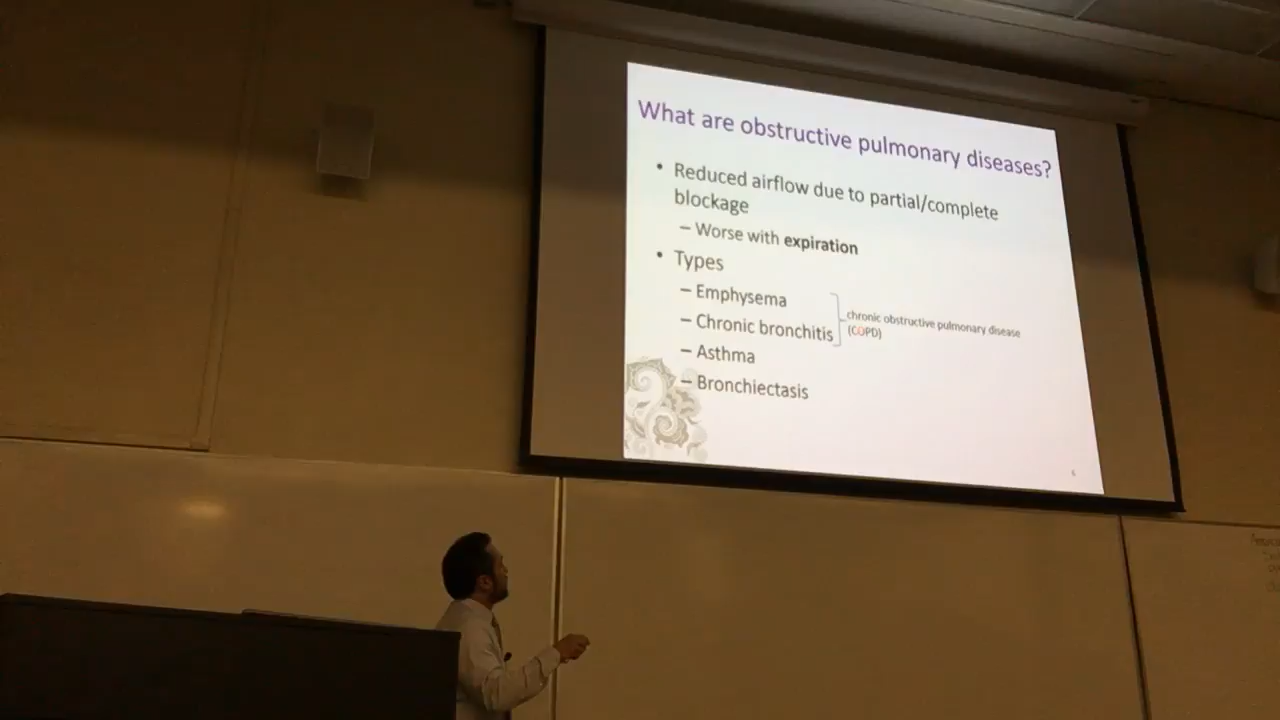 What are obstructive pulmonary diseases?
• Reduced airflow due to partial/complete
blockage
– Worse with expiration
• Types
– Emphysema
– Chronic bronchitis
– Asthma
– Bronchiectasis
chronic obstructive pulmonary disease
(COPD)